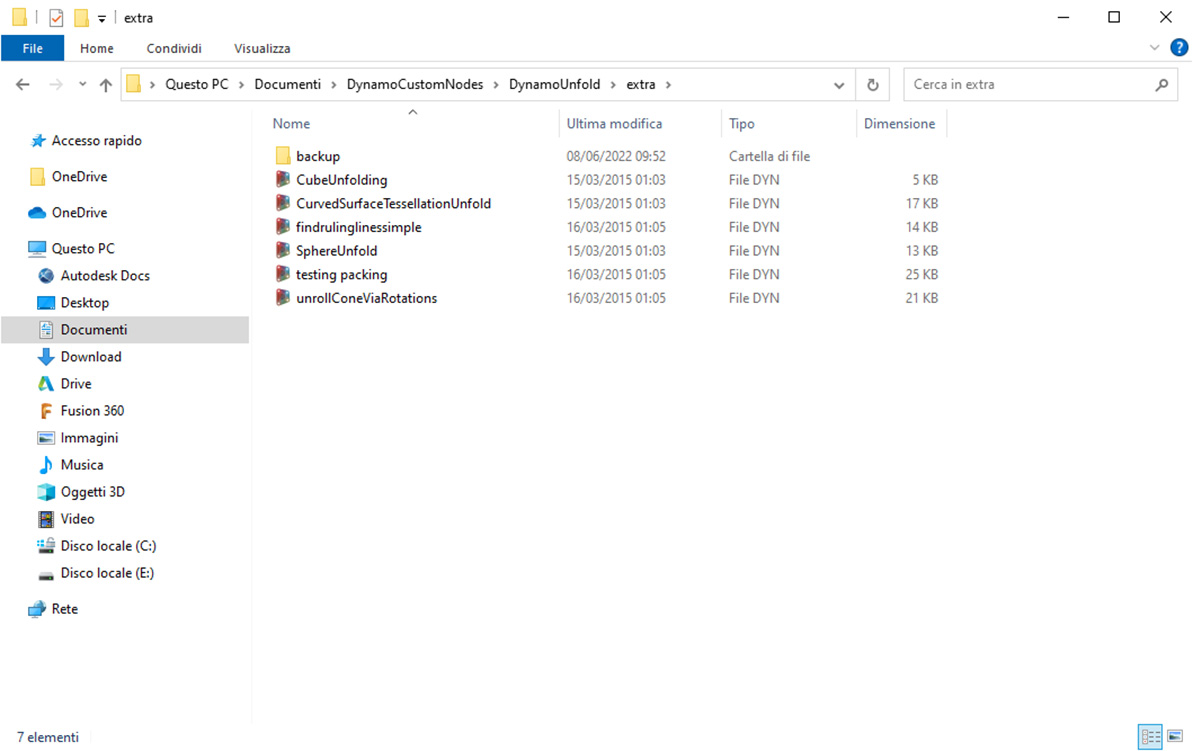 extra
File Home Condividi Visualizza
Questo PC > Documenti > DynamoCustomNodes > DynamoUnfold > extra > Cerca in extra
Nome Ultima modifica Tipo Dimensione
Accesso rapido
OneDrive
OneDrive
Questo PC
Autodesk Docs
Desktop
Documenti
Download
Drive
Fusion 360
Immagini
Musica
Oggetti 3D
Video
Disco locale (C:)
Disco locale (E:)
Rete
backup 08/06/2022 09:52 Cartella di file
CubeUnfolding 15/03/2015 01:03 File DYN 5 KB
CurvedSurfaceTessellationUnfold 15/03/2015 01:03 File DYN 17 KB
findrulinglinessimple 16/03/2015 01:05 File DYN 14 KB
SphereUnfold 15/03/2015 01:03 File DYN 13 KB
testing packing 16/03/2015 01:05 File DYN 25 KB
unrollConeViaRotations 16/03/2015 01:05 File DYN 21 KB
7 elementi